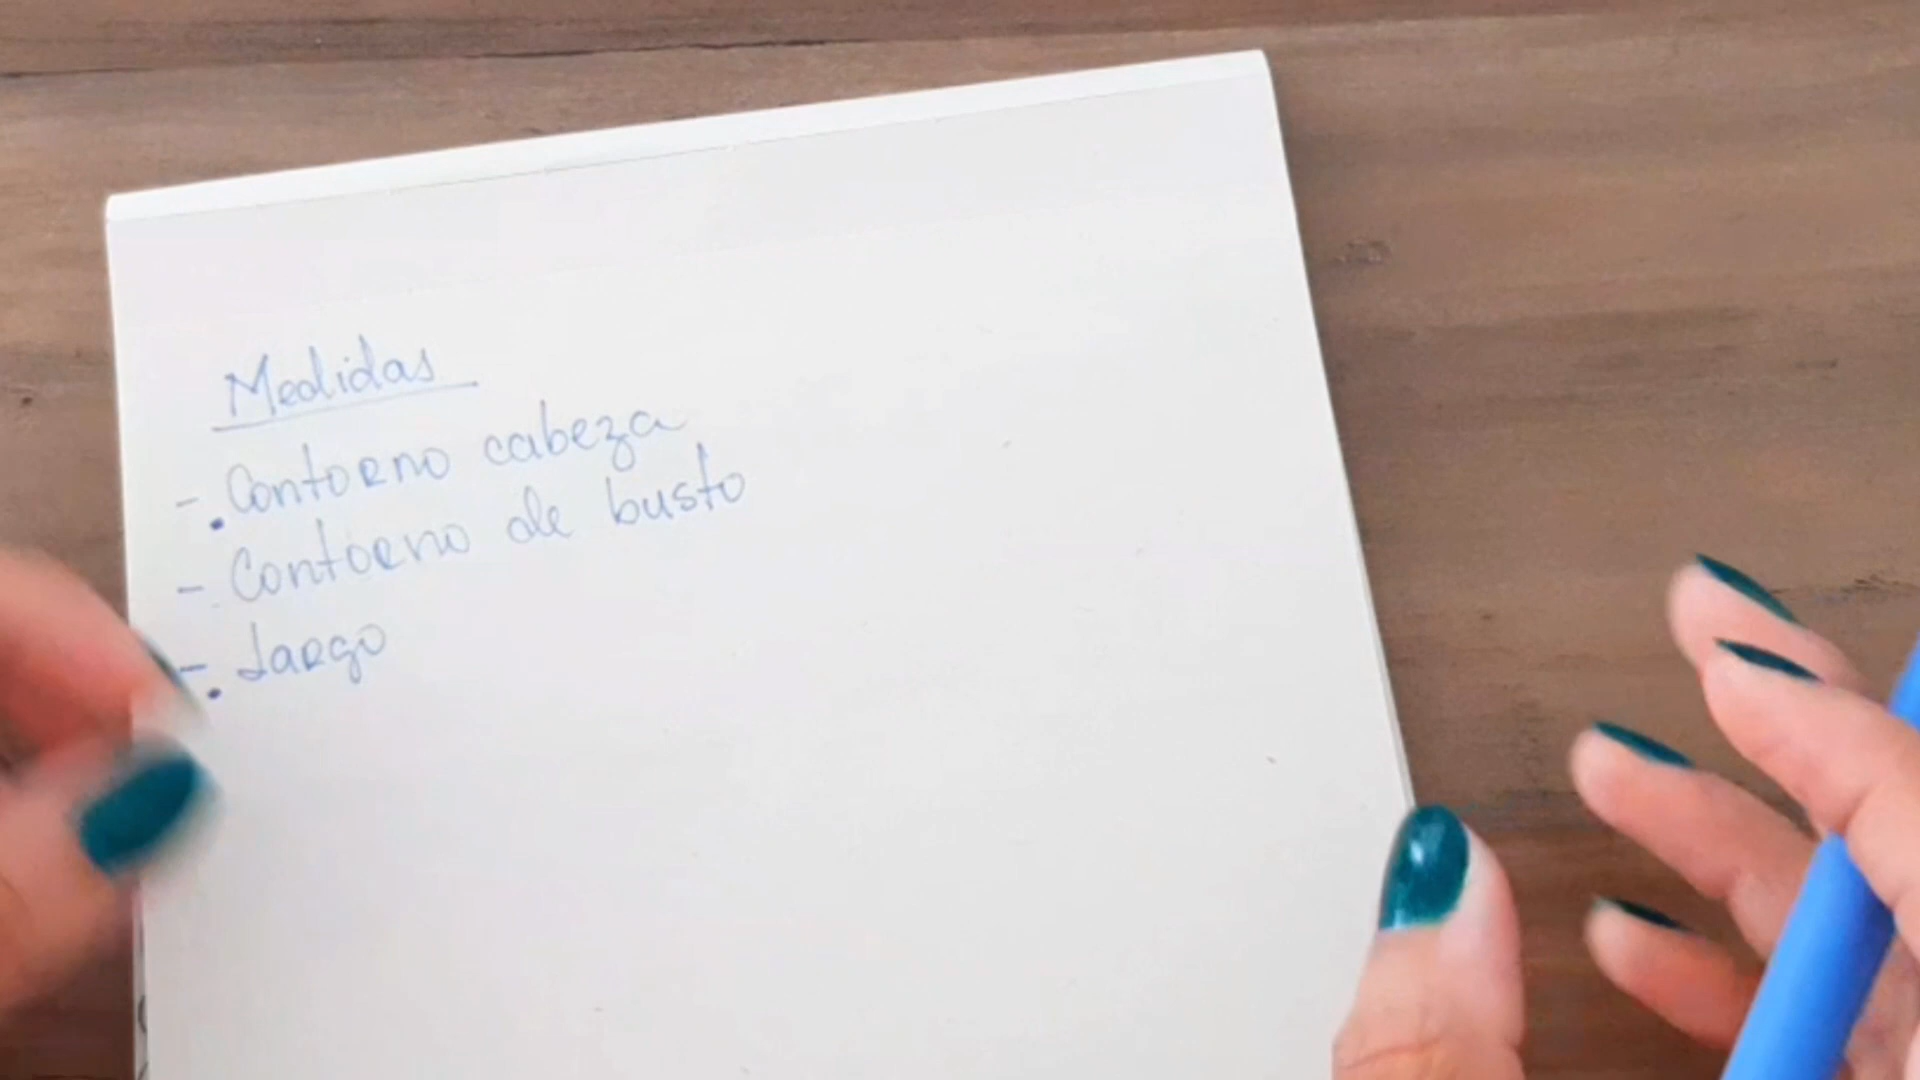 Medidas
- Contorno cabeza
- Contorno de busto
- Largo